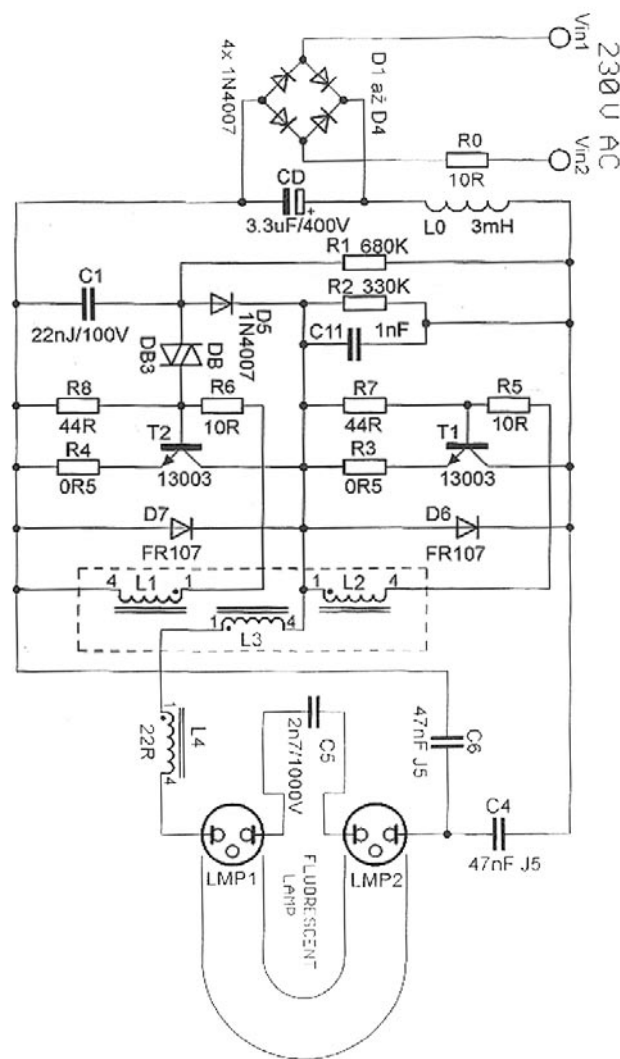 Vin1
230V AC
Vin2
D1 až D4
4x 1N4007
R0
10R
CD
+
3.3uF/400V
L0 3mH
R1 680K
C1
R2 330K
D5
1N4007
22nJ/100V
C11 1nF
DB3
DB
R8
44R
R6
10R
R7
44R
R5
10R
T2
T1
R4
0R5
13003
R3
0R5
13003
D7
FR107
D6
FR107
4 L1 1
1 L2 4
1 L3 4
1
L4
22R
4
C5
2n7/1000V
C6
47nF J5
C4
47nF J5
LMP1
LMP2
FLUORESCENT
LAMP